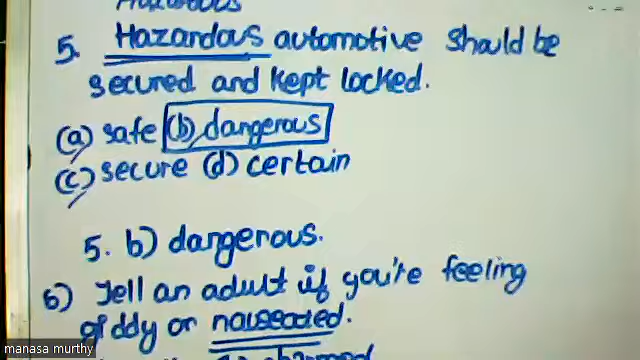 5. Hazardous automotive should be
secured and kept locked.
(a) safe (b) dangerous
(c) secure (d) certain
5. b) dangerous.
6) Tell an adult if you're feeling
giddy or nauseated.
manasa murthy